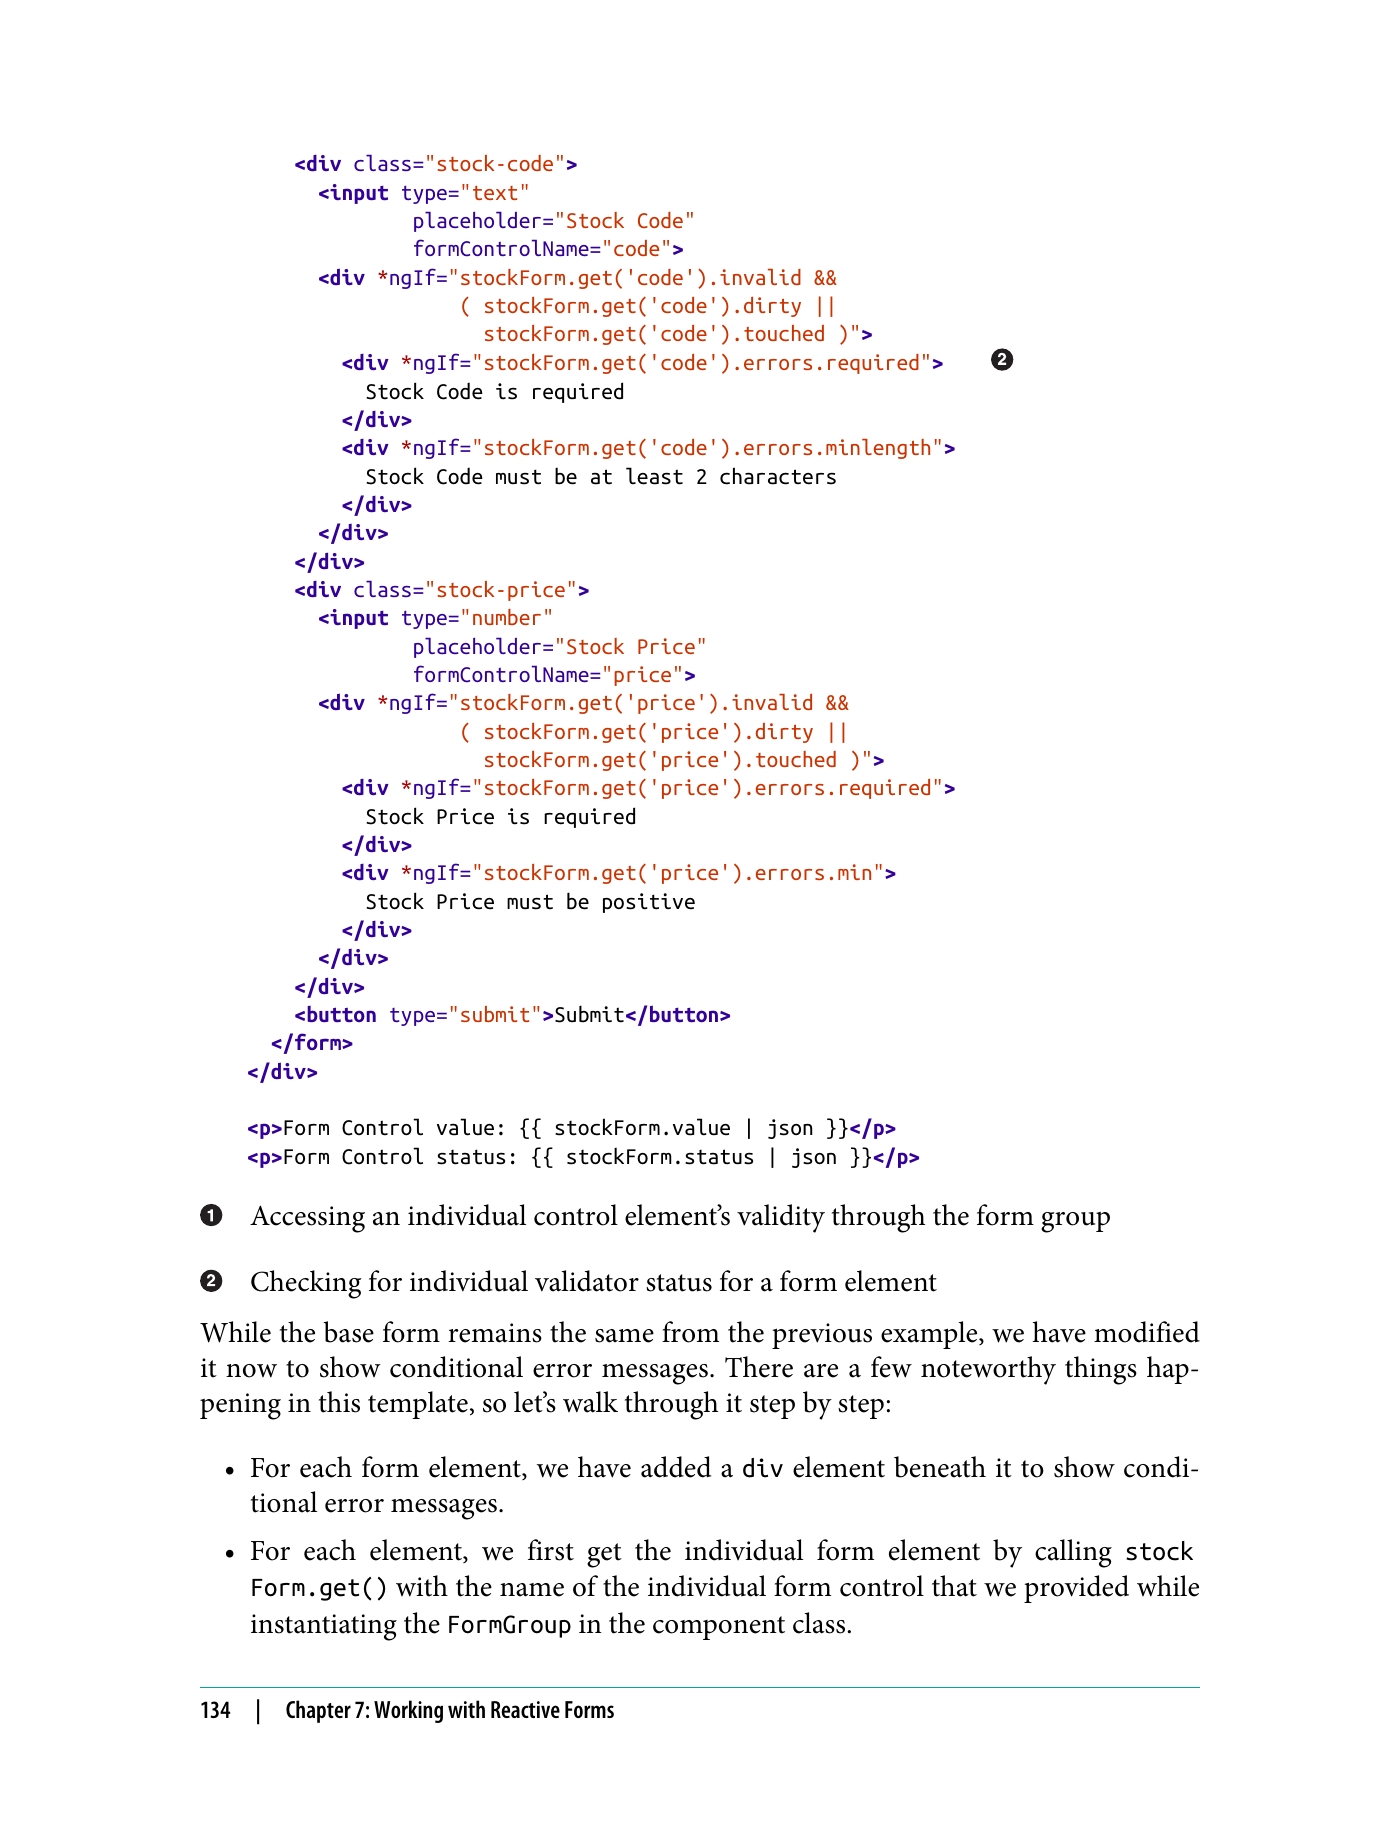 <div class="stock-code">
<input type="text"
placeholder="Stock Code"
formControlName="code">
<div *ngIf="stockForm.get('code').invalid &&
( stockForm.get('code').dirty ||
stockForm.get('code').touched )">
<div *ngIf="stockForm.get('code').errors.required"> ❷
Stock Code is required
</div>
<div *ngIf="stockForm.get('code').errors.minlength">
Stock Code must be at least 2 characters
</div>
</div>
</div>
<div class="stock-price">
<input type="number"
placeholder="Stock Price"
formControlName="price">
<div *ngIf="stockForm.get('price').invalid &&
( stockForm.get('price').dirty ||
stockForm.get('price').touched )">
<div *ngIf="stockForm.get('price').errors.required">
Stock Price is required
</div>
<div *ngIf="stockForm.get('price').errors.min">
Stock Price must be positive
</div>
</div>
</div>
<button type="submit">Submit</button>
</form>
</div>
<p>Form Control value: {{ stockForm.value | json }}</p>
<p>Form Control status: {{ stockForm.status | json }}</p>
❶ Accessing an individual control element’s validity through the form group
❷ Checking for individual validator status for a form element
While the base form remains the same from the previous example, we have modified
it now to show conditional error messages. There are a few noteworthy things hap-
pening in this template, so let’s walk through it step by step:
• For each form element, we have added a div element beneath it to show condi-
tional error messages.
• For each element, we first get the individual form element by calling stock
Form.get() with the name of the individual form control that we provided while
instantiating the FormGroup in the component class.
134 | Chapter 7: Working with Reactive Forms